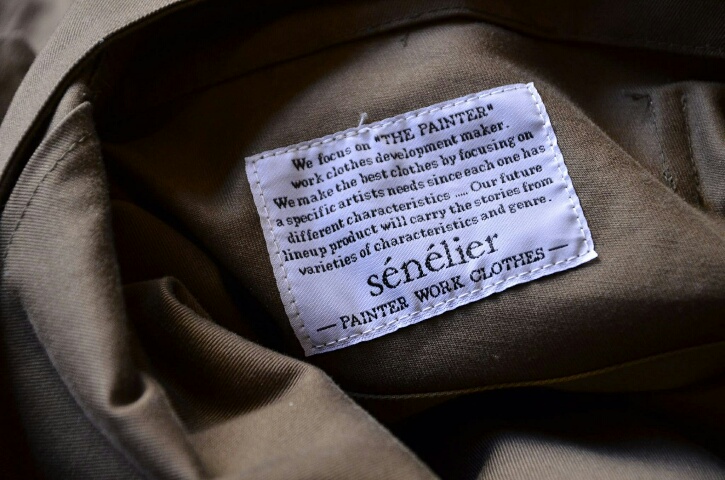 We focus on "THE PAINTER"
work clothes development maker.
We make the best clothes by focusing on
a specific artists needs since each one has
different characteristics ..... Our future
lineup product will carry the stories from
varieties of characteristics and genre.
sénélier
— PAINTER WORK CLOTHES —